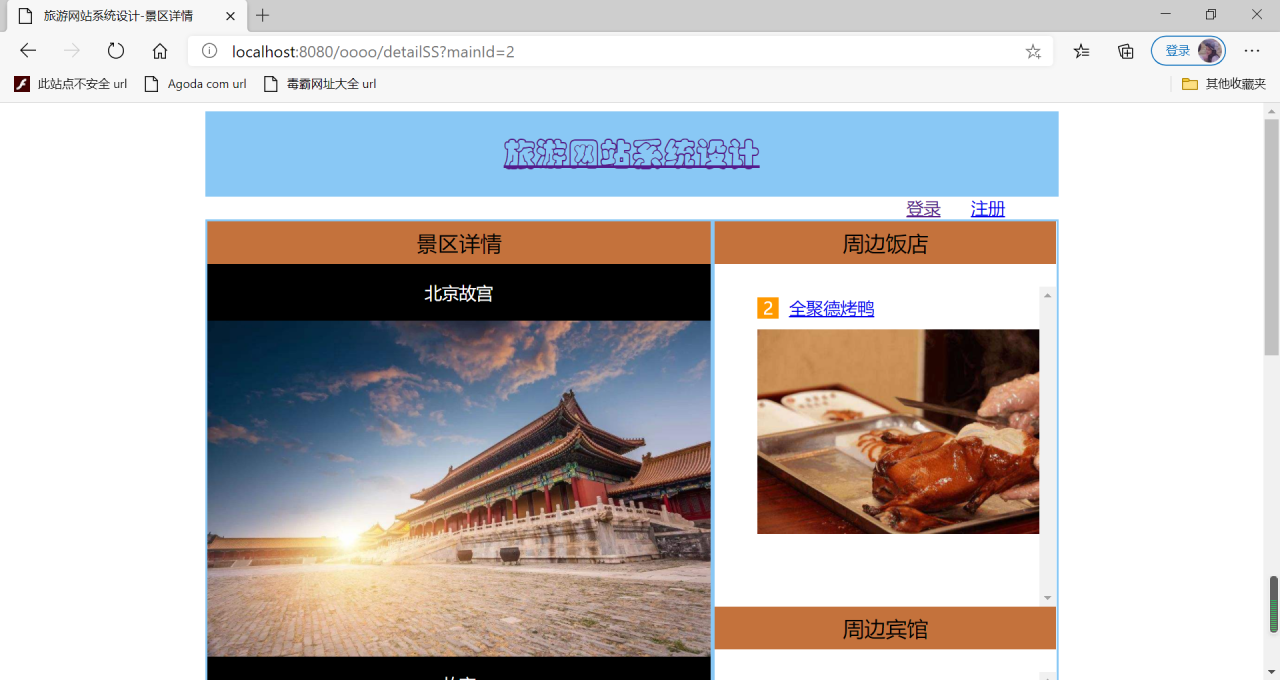 旅游网站系统设计-景区详情
localhost:8080/oooo/detailSS?mainId=2
登录
此站点不安全 url
Agoda com url
毒霸网址大全 url
其他收藏夹
旅游网站系统设计
登录 注册
景区详情
北京故宫
周边饭店
2 全聚德烤鸭
周边宾馆